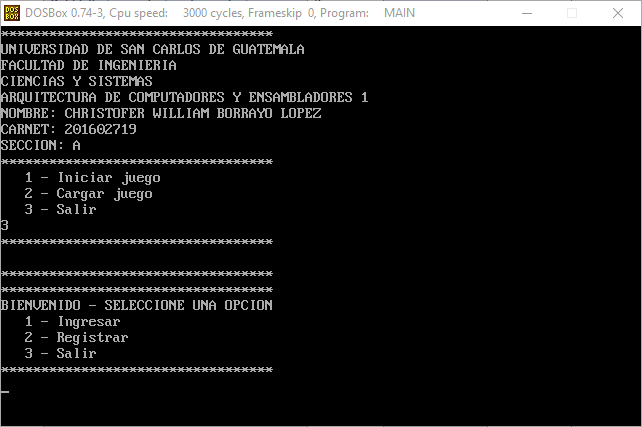 DOS
BOX
DOSBox 0.74-3, Cpu speed: 3000 cycles, Frameskip 0, Program: MAIN
**********************************
UNIVERSIDAD DE SAN CARLOS DE GUATEMALA
FACULTAD DE INGENIERIA
CIENCIAS Y SISTEMAS
ARQUITECTURA DE COMPUTADORES Y ENSAMBLADORES 1
NOMBRE: CHRISTOFER WILLIAM BORRAYO LOPEZ
CARNET: 201602719
SECCION: A
**********************************
1 - Iniciar juego
2 - Cargar juego
3 - Salir
3
**********************************
**********************************
**********************************
BIENVENIDO - SELECCIONE UNA OPCION
1 - Ingresar
2 - Registrar
3 - Salir
**********************************
_